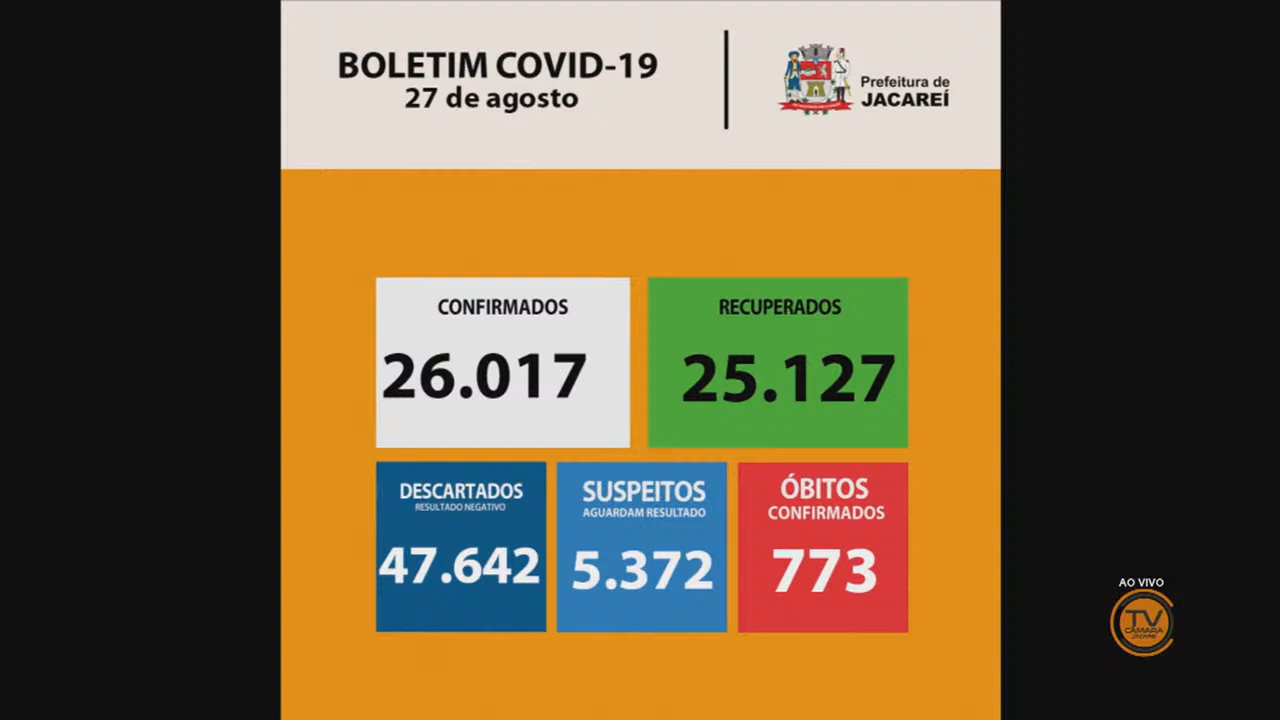 BOLETIM COVID-19
27 de agosto
Prefeitura de
JACAREÍ
CONFIRMADOS
26.017
RECUPERADOS
25.127
DESCARTADOS
RESULTADO NEGATIVO
47.642
SUSPEITOS
AGUARDAM RESULTADO
5.372
ÓBITOS
CONFIRMADOS
773
AO VIVO
TV
CÂMARA
JACAREÍ